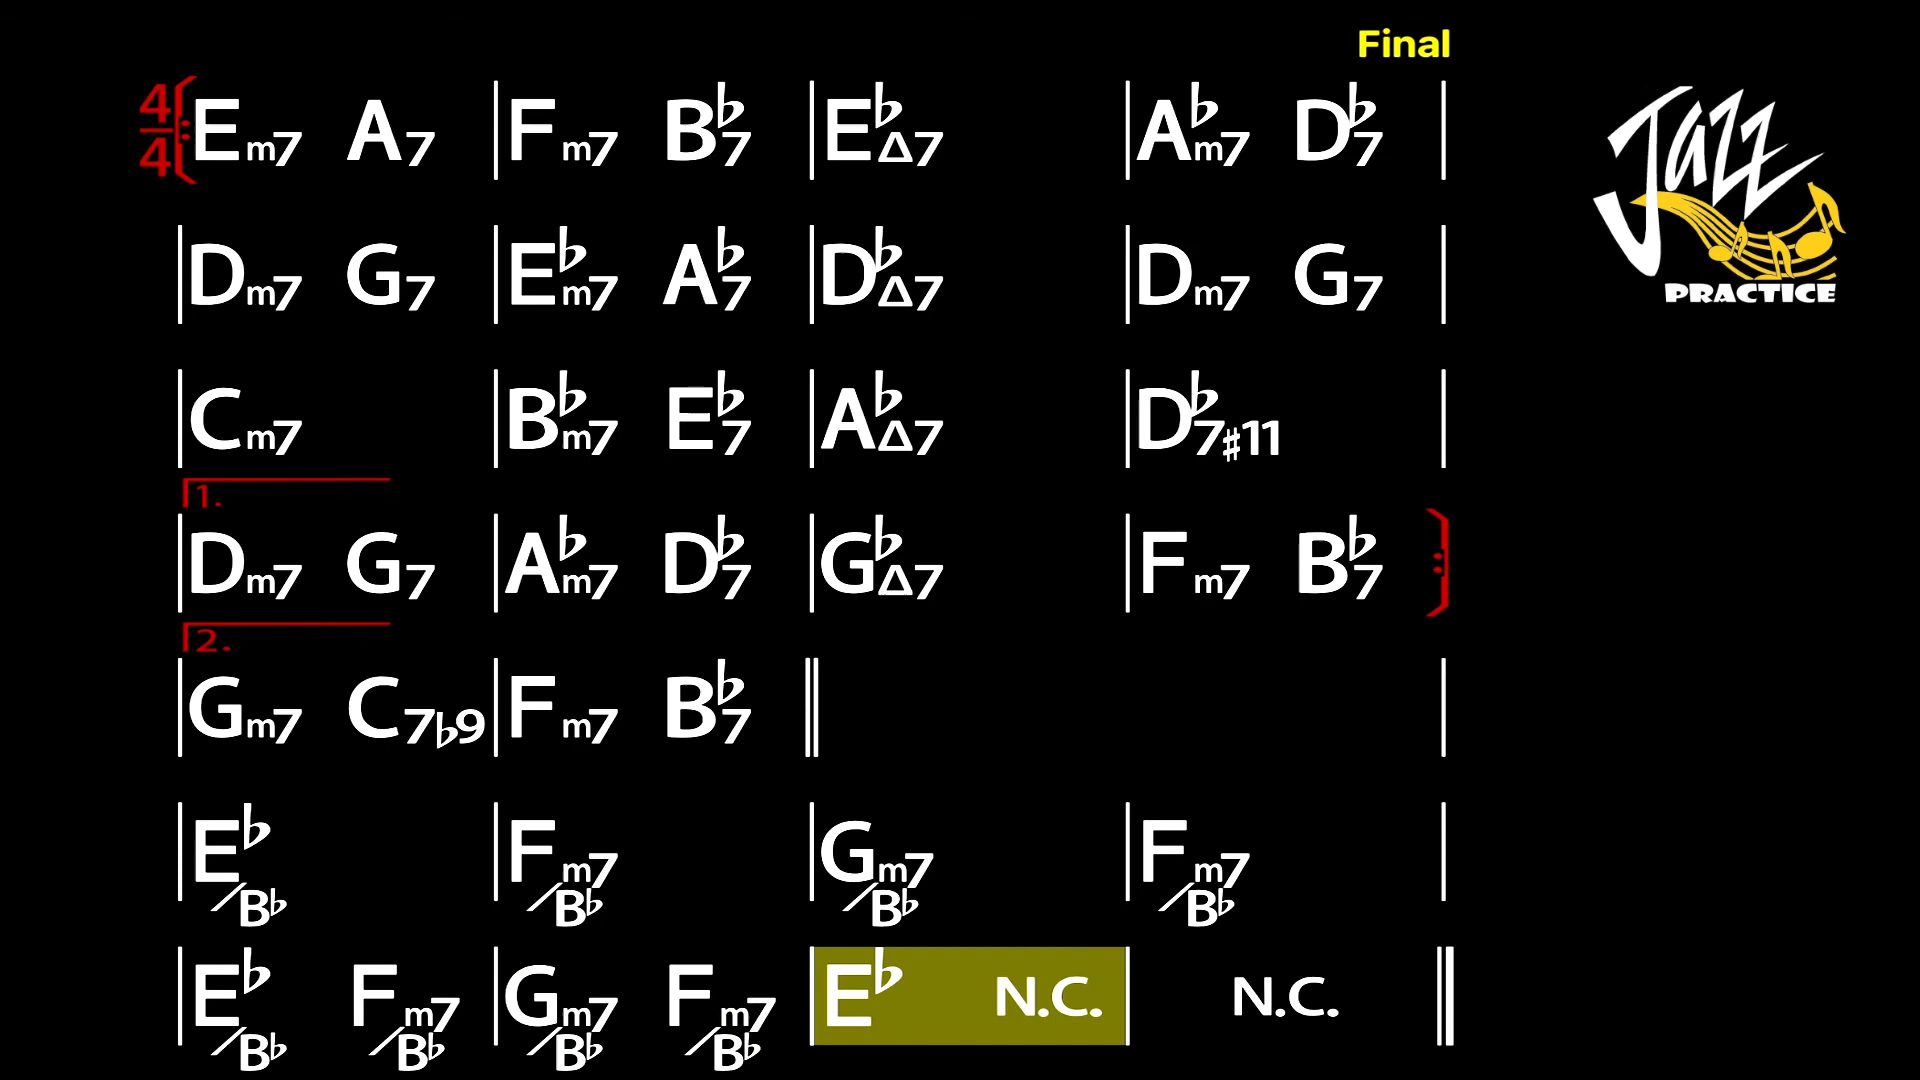 Final
4/4 Em7 A7 | Fm7 B♭7 | E♭Δ7 | A♭m7 D♭7 |
Jazz
PRACTICE
| Dm7 G7 | E♭m7 A♭7 | D♭Δ7 | Dm7 G7 |
| Cm7 | B♭m7 E♭7 | A♭Δ7 | D♭7♯11 |
1.
| Dm7 G7 | A♭m7 D♭7 | G♭Δ7 | Fm7 B♭7 :
2.
| Gm7 C7♭9 | Fm7 B♭7 ‖ |
| E♭/B♭ | Fm7/B♭ | Gm7/B♭ | Fm7/B♭ |
| E♭/B♭ Fm7/B♭ | Gm7/B♭ Fm7/B♭ | E♭ N.C. | N.C. ‖